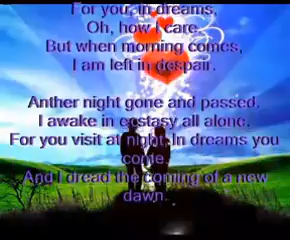 For you, in dreams,
Oh, how I care.
But when morning comes,
I am left in despair.
Anther night gone and passed,
I awake in ecstasy all alone,
For you visit at night. In dreams you
come.
And I dread the coming of a new
dawn.